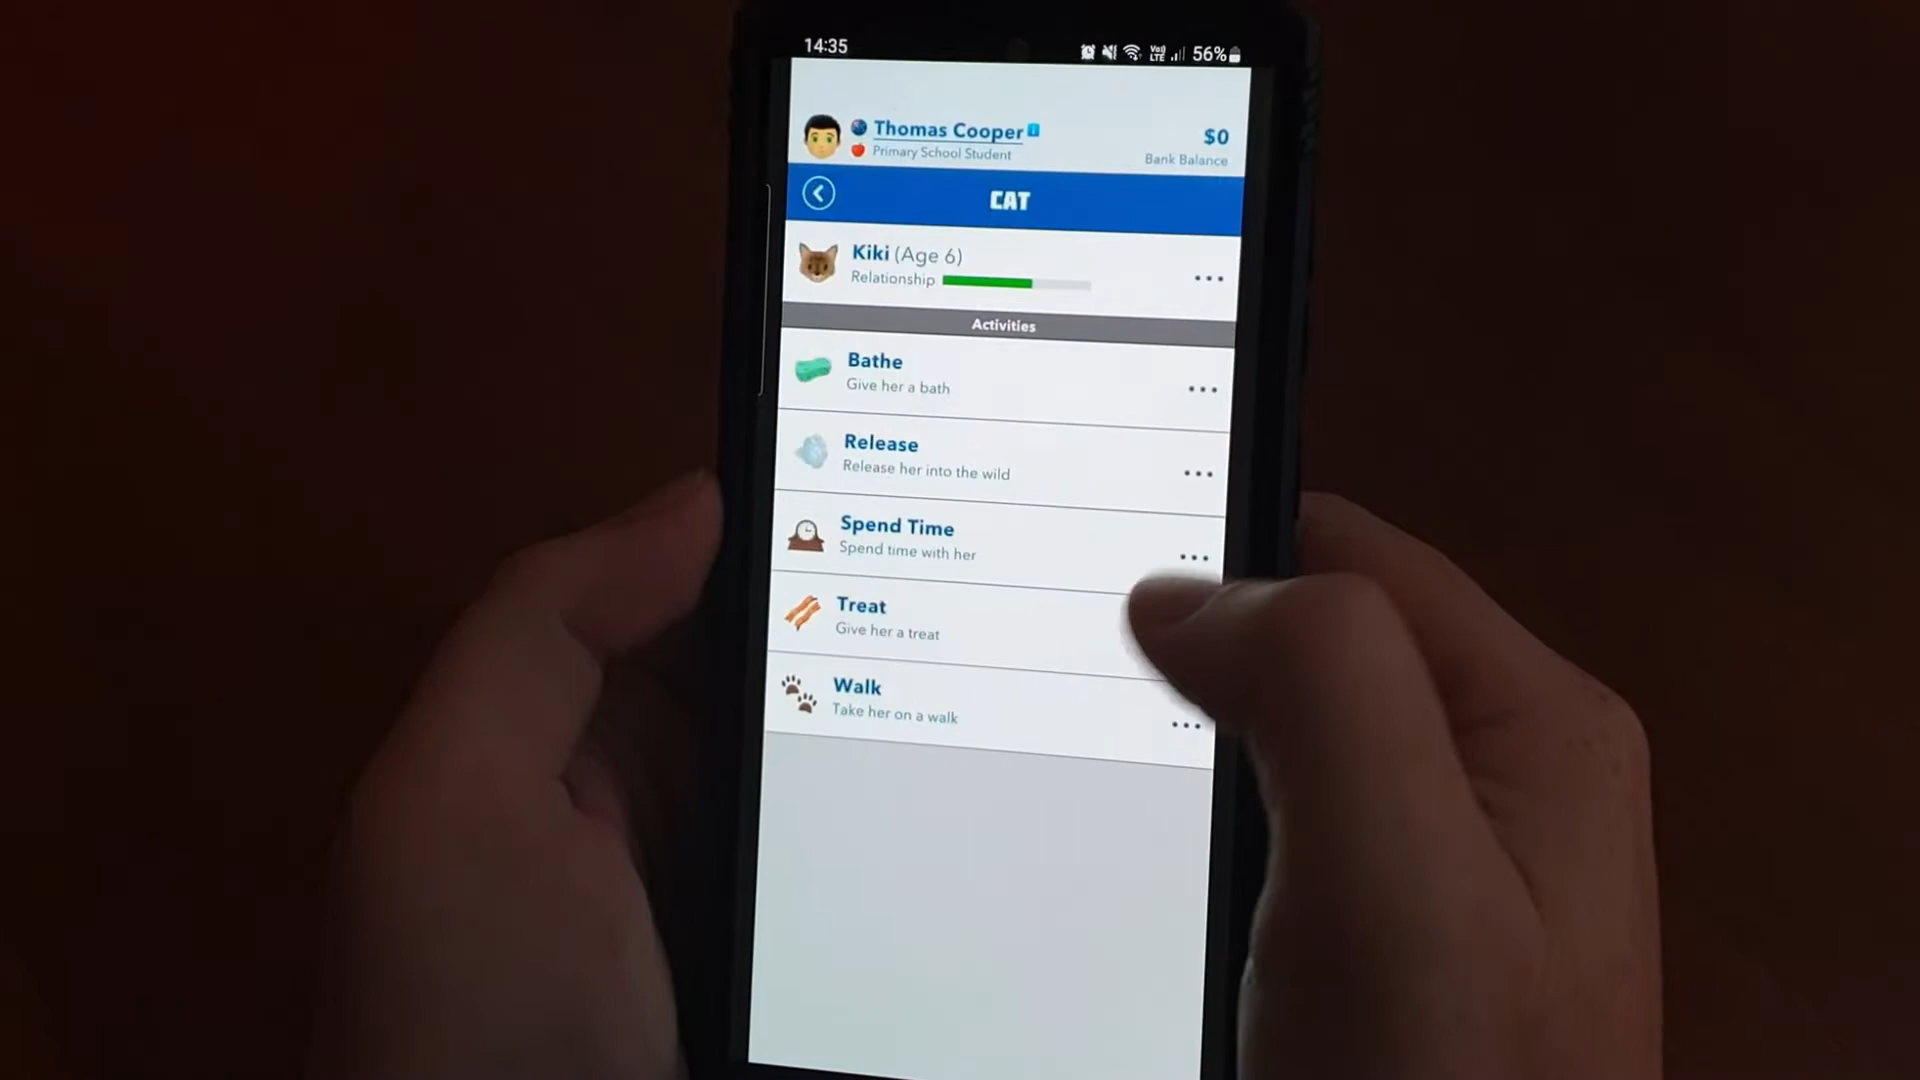 14:35
Vo)
LTE
56%
Thomas Cooper
$0
Primary School Student
Bank Balance
CAT
Kiki (Age 6)
Relationship
Activities
Bathe
Give her a bath
Release
Release her into the wild
Spend Time
Spend time with her
Treat
Give her a treat
Walk
Take her on a walk